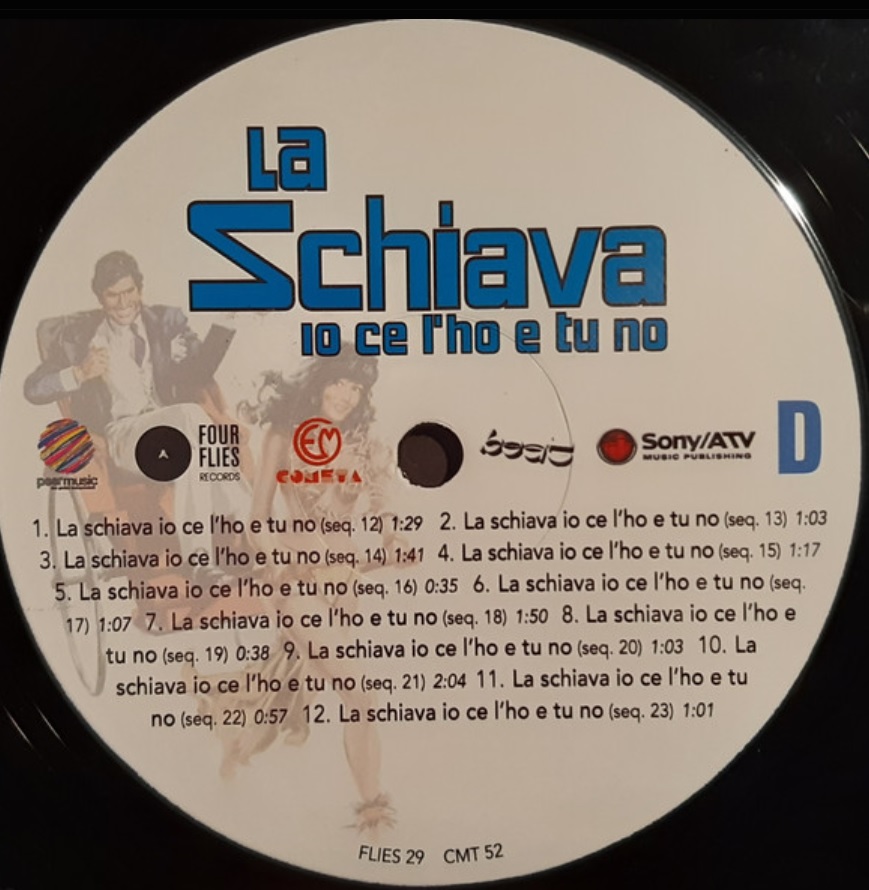 La
Schiava
io ce l'ho e tu no
peermusic
FOUR
FLIES
RECORDS
CEM
COMETA
beat
Sony/ATV
MUSIC PUBLISHING
D
1. La schiava io ce l'ho e tu no (seq. 12) 1:29 2. La schiava io ce l'ho e tu no (seq. 13) 1:03
3. La schiava io ce l'ho e tu no (seq. 14) 1:41 4. La schiava io ce l'ho e tu no (seq. 15) 1:17
5. La schiava io ce l'ho e tu no (seq. 16) 0:35 6. La schiava io ce l'ho e tu no (seq.
17) 1:07 7. La schiava io ce l'ho e tu no (seq. 18) 1:50 8. La schiava io ce l'ho e
tu no (seq. 19) 0:38 9. La schiava io ce l'ho e tu no (seq. 20) 1:03 10. La
schiava io ce l'ho e tu no (seq. 21) 2:04 11. La schiava io ce l'ho e tu
no (seq. 22) 0:57 12. La schiava io ce l'ho e tu no (seq. 23) 1:01
FLIES 29 CMT 52